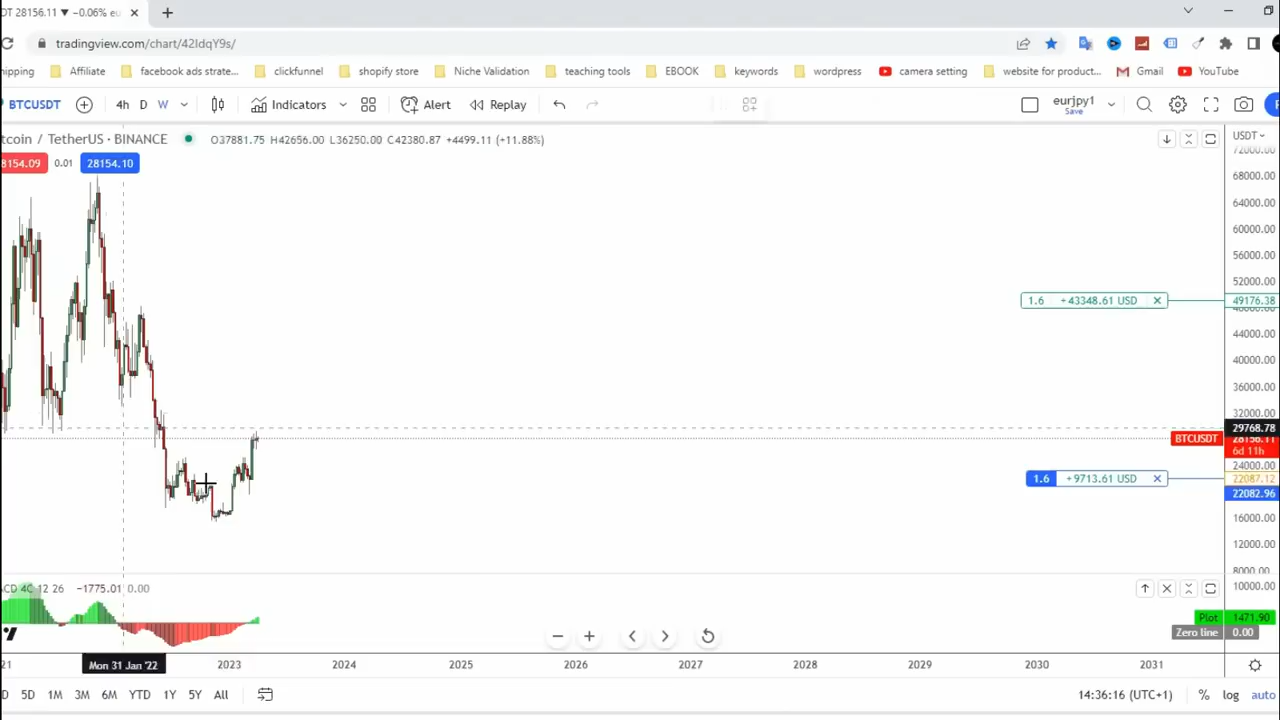 DT 28156.11 ▼ −0.06% eu
tradingview.com/chart/42IdqY9s/
hipping Affiliate facebook ads strate... clickfunnel shopify store Niche Validation teaching tools EBOOK keywords wordpress camera setting website for product... Gmail YouTube
BTCUSDT 4h D W Indicators Alert Replay eurjpy1
Save
tcoin / TetherUS · BINANCE O37881.75 H42656.00 L36250.00 C42380.87 +4499.11 (+11.88%) USDT
28154.09 0.01 28154.10
72000.00
68000.00
64000.00
60000.00
56000.00
52000.00
1.6 +43348.61 USD 49176.38
48000.00
44000.00
40000.00
36000.00
32000.00
29768.78
BTCUSDT 28156.11
6d 11h
24000.00
1.6 +9713.61 USD 22087.12
22082.96
16000.00
12000.00
8000.00
ACD 4C 12 26 −1775.01 0.00 10000.00
Plot 1471.90
Zero line 0.00
21 Mon 31 Jan '22 2023 2024 2025 2026 2027 2028 2029 2030 2031
D 5D 1M 3M 6M YTD 1Y 5Y All 14:36:16 (UTC+1) % log auto